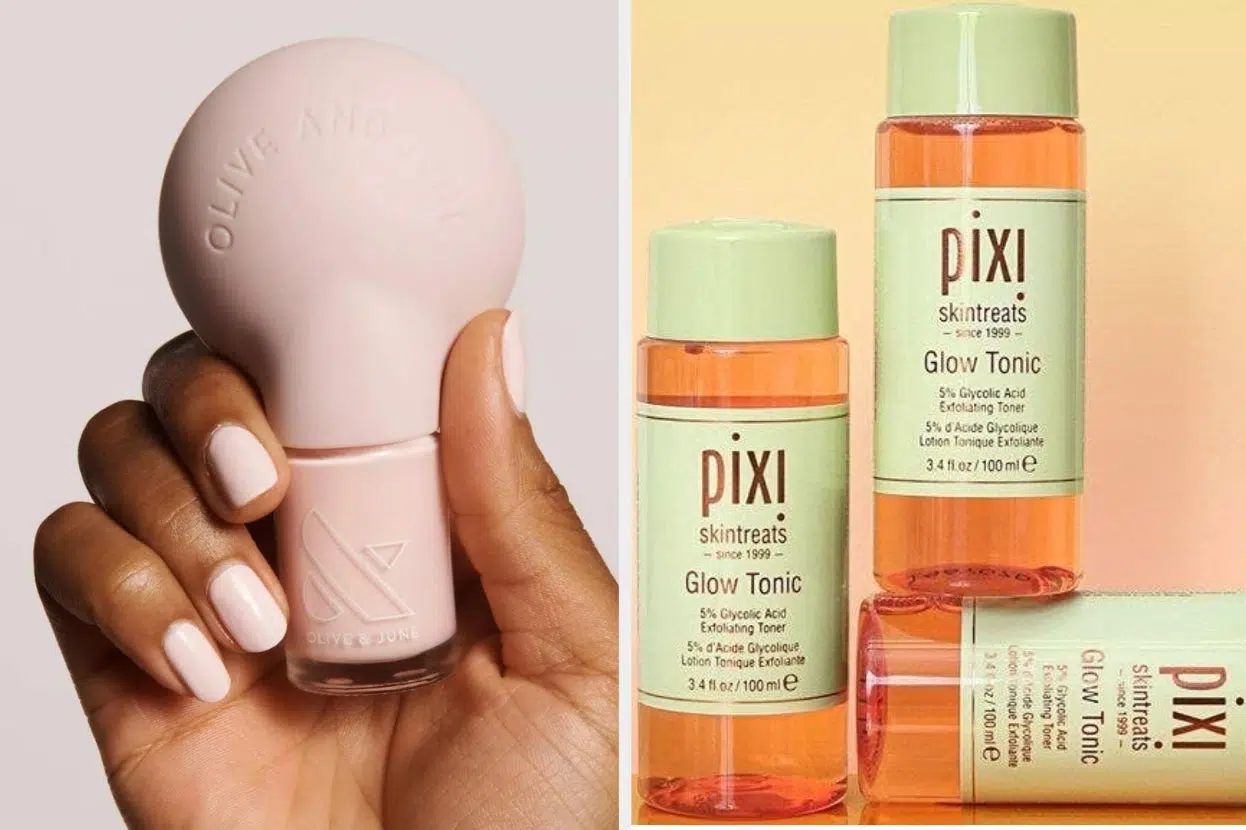 OLIVE AND JUNE
&
OLIVE & JUNE
pixi
skintreats
– since 1999 –
Glow Tonic
5% Glycolic Acid
Exfoliating Toner
5% d'Acide Glycolique
Lotion Tonique Exfoliante
3.4 fl.oz / 100 ml ℮
pixi
skintreats
– since 1999 –
Glow Tonic
5% Glycolic Acid
Exfoliating Toner
5% d'Acide Glycolique
Lotion Tonique Exfoliante
3.4 fl.oz / 100 ml ℮
pixi
skintreats
– since 1999 –
Glow Tonic
5% Glycolic Acid
Exfoliating Toner
5% d'Acide Glycolique
Lotion Tonique Exfoliante
3.4 fl.oz / 100 ml ℮